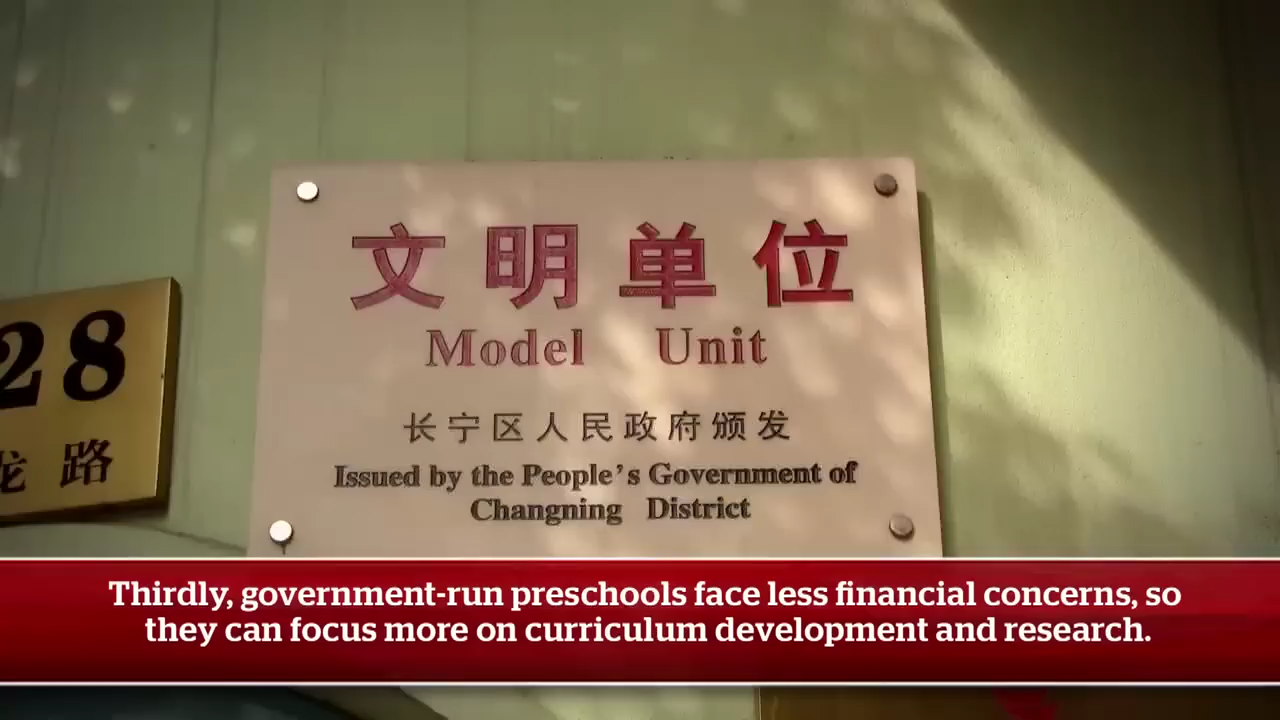 文明单位
Model Unit
长宁区人民政府颁发
Issued by the People's Government of
Changning District
28
路
Thirdly, government-run preschools face less financial concerns, so
they can focus more on curriculum development and research.